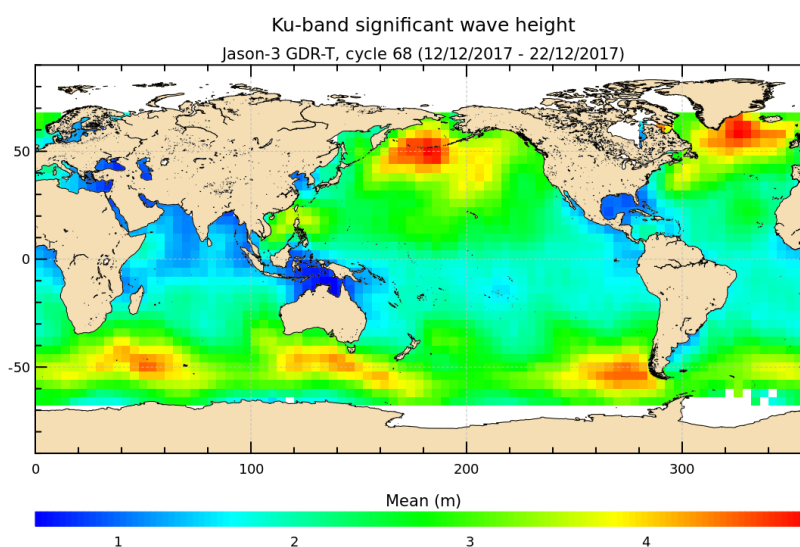 Ku-band significant wave height
Jason-3 GDR-T, cycle 68 (12/12/2017 - 22/12/2017)
50
0
-50
0 100 200 300
Mean (m)
1 2 3 4